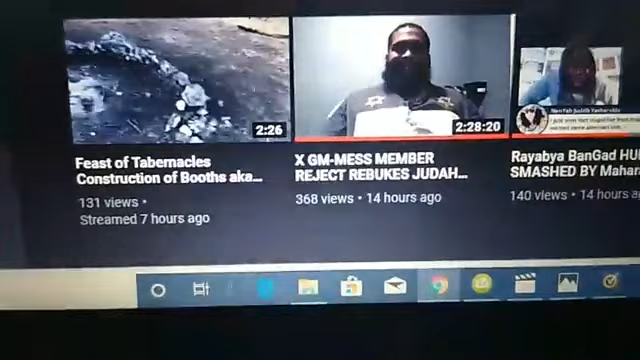 2:26
2:28:20
Feast of Tabernacles
Construction of Booths aka...
131 views •
Streamed 7 hours ago
X GM-MESS MEMBER
REJECT REBUKES JUDAH...
368 views • 14 hours ago
Rayabya BanGad HU
SMASHED BY Mahar
140 views • 14 hours a